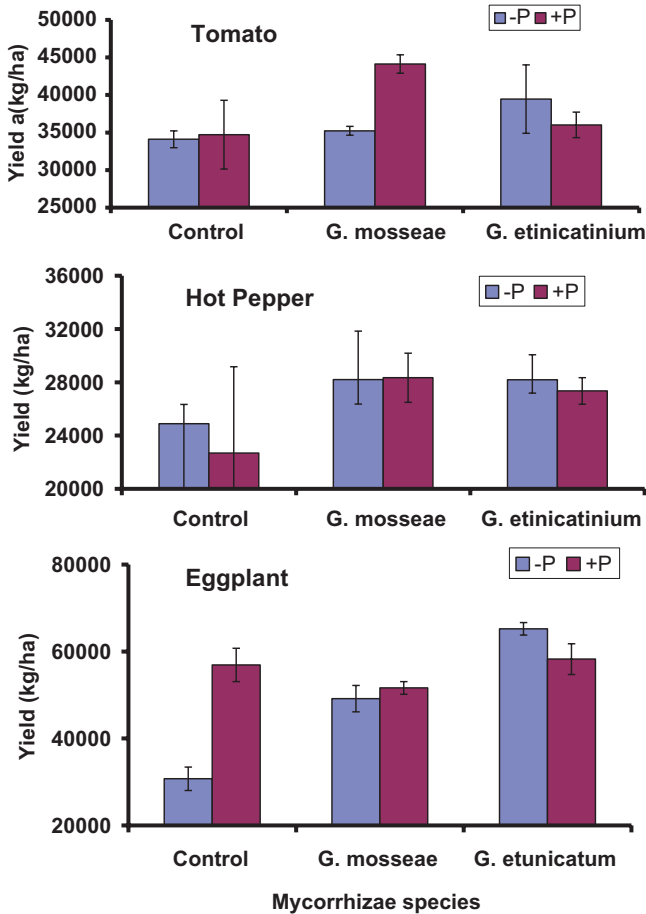 Tomato
-P +P
Yield a(kg/ha)
50000
45000
40000
35000
30000
25000
Control G. mosseae G. etinicatinium
Hot Pepper
-P +P
Yield (kg/ha)
36000
32000
28000
24000
20000
Control G. mosseae G. etinicatinium
Eggplant
-P +P
Yield (kg/ha)
80000
60000
40000
20000
Control G. mosseae G. etunicatum
Mycorrhizae species